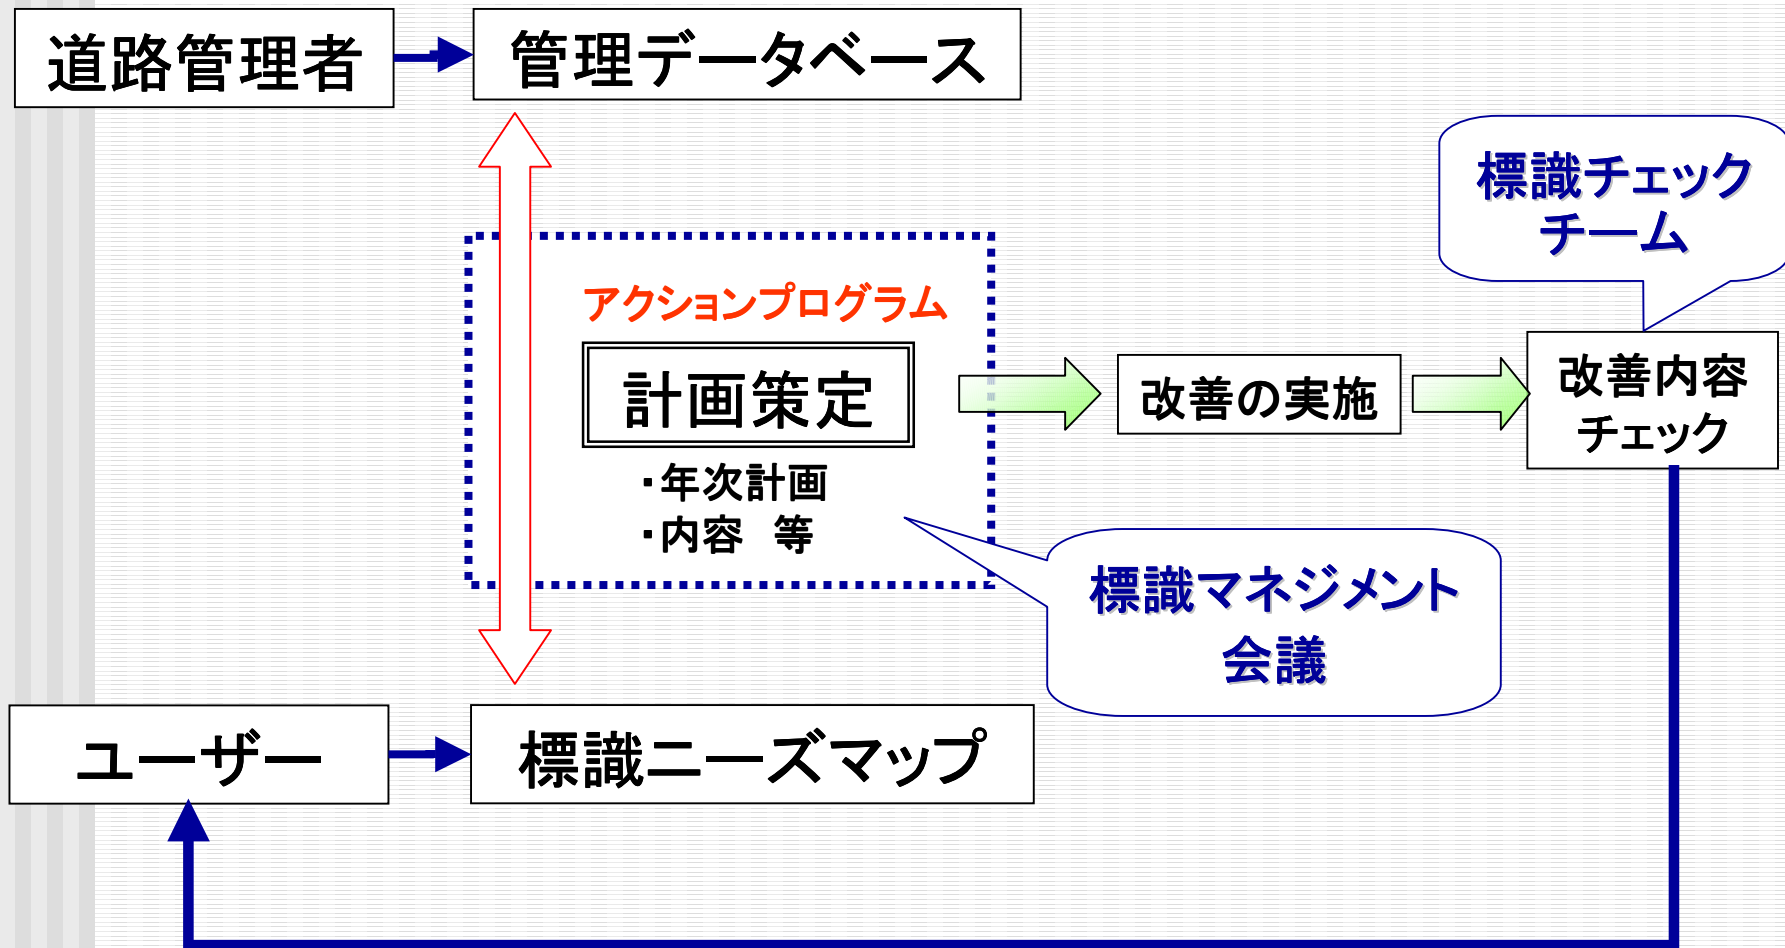 道路管理者
管理データベース
標識チェック
チーム
アクションプログラム
計画策定
・年次計画
・内容　等
改善の実施
改善内容
チェック
標識マネジメント
会議
ユーザー
標識ニーズマップ